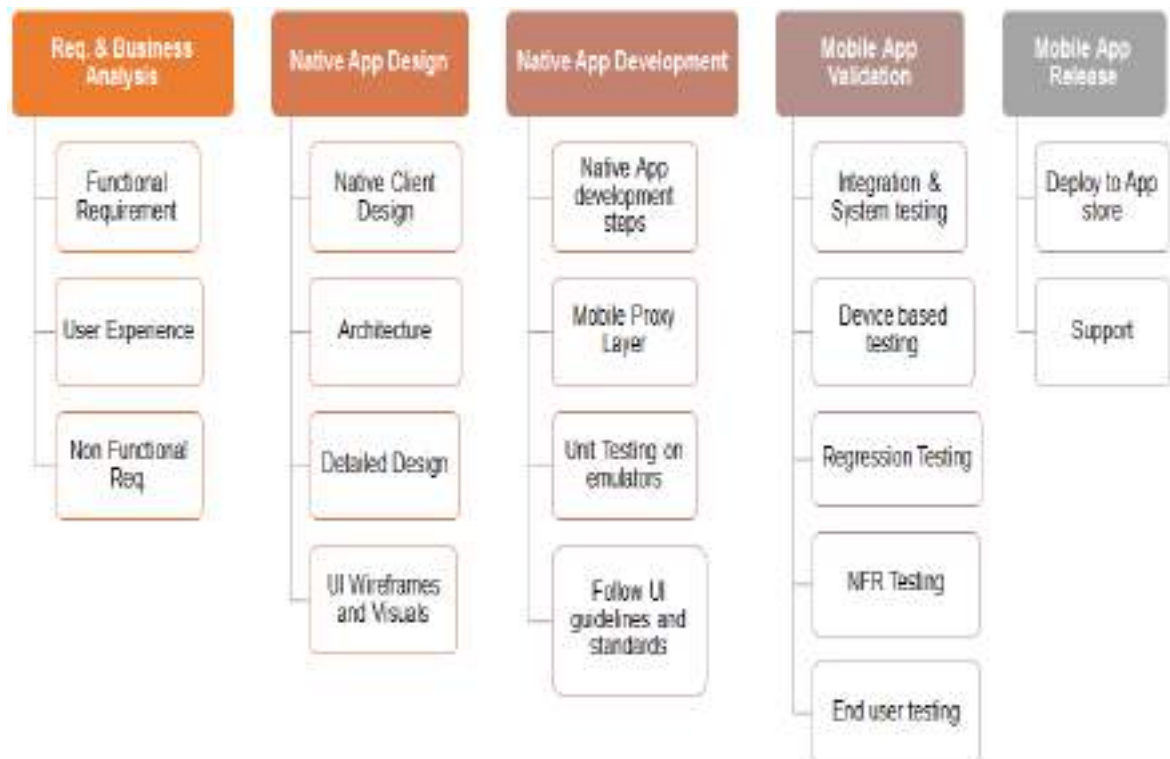 Req. & Business
Analysis
Functional
Requirement
User Experience
Non Functional
Req.
Native App Design
Native Client
Design
Architecture
Detailed Design
UI Wireframes
and Visuals
Native App Development
Native App
development
steps
Mobile Proxy
Layer
Unit Testing on
emulators
Follow UI
guidelines and
standards
Mobile App
Validation
Integration &
System testing
Device based
testing
Regression Testing
NFR Testing
End user testing
Mobile App
Release
Deploy to App
store
Support